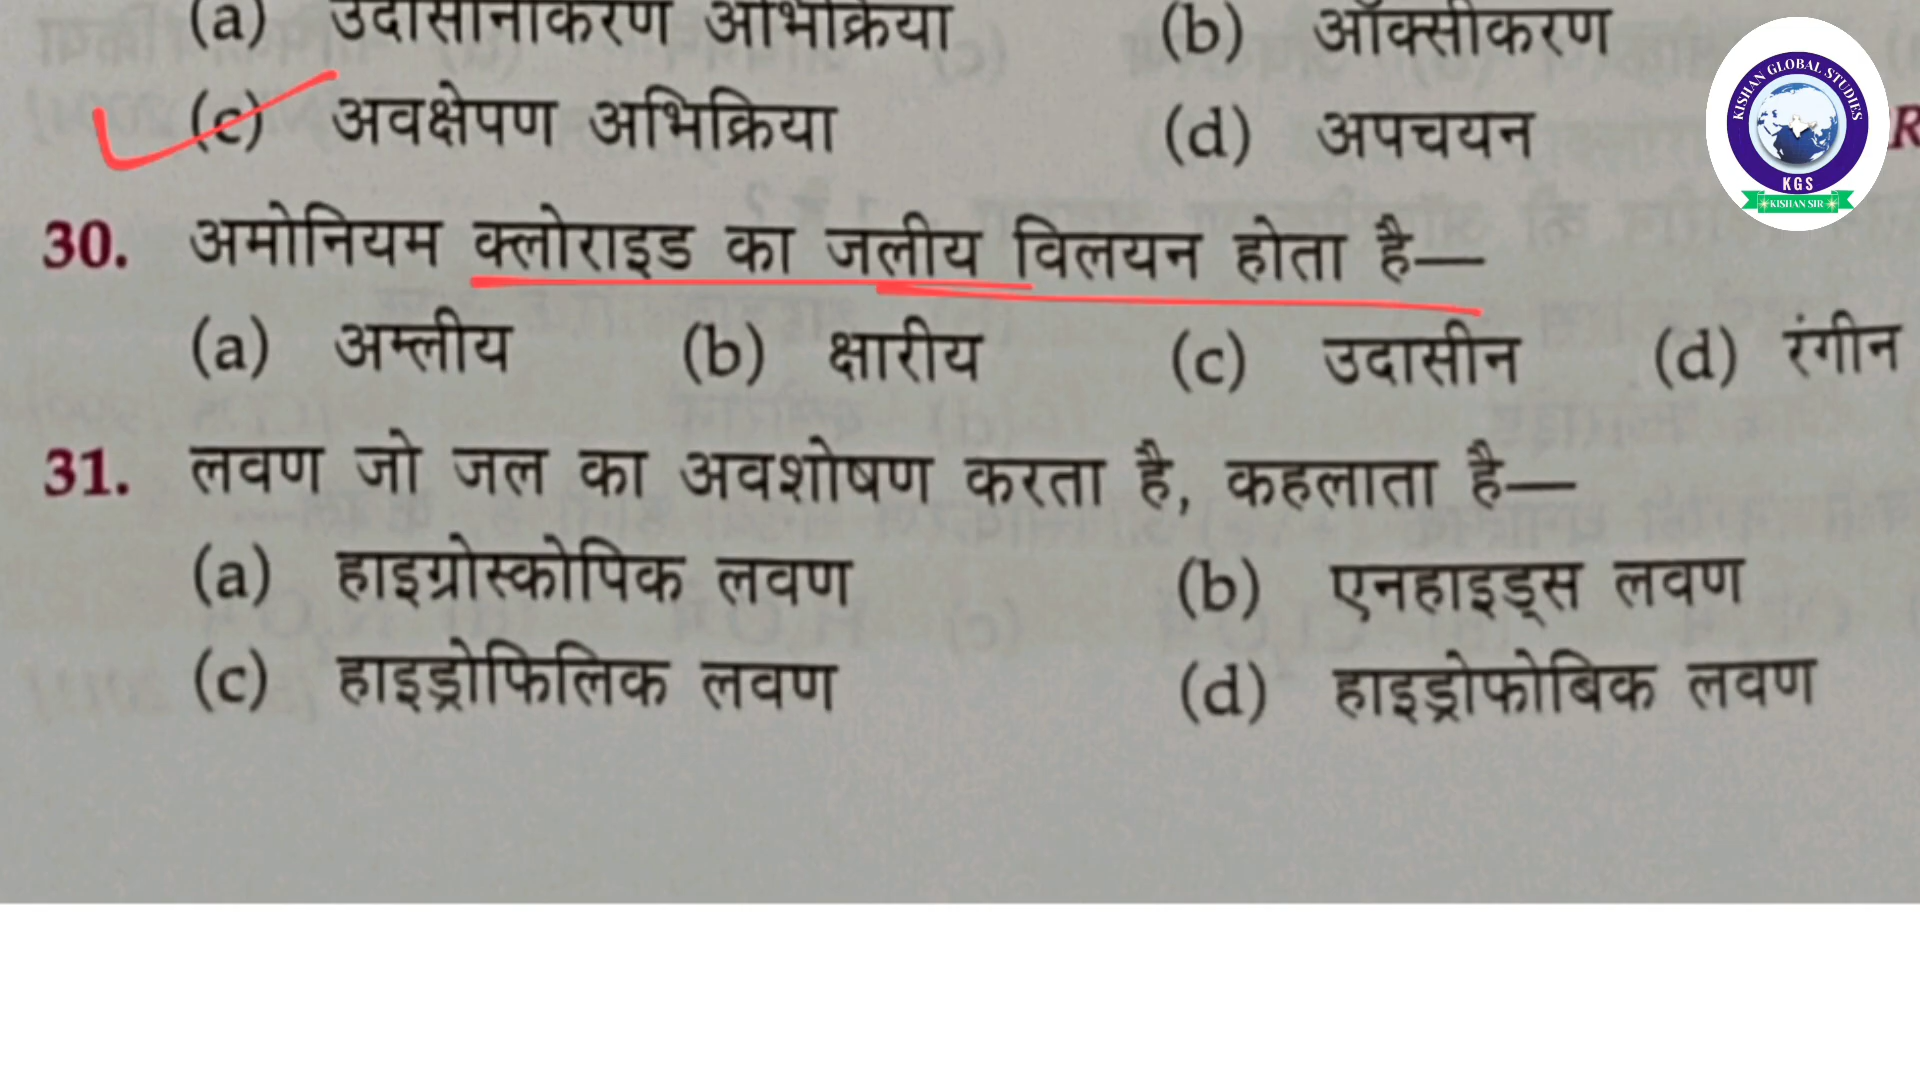 (a) उदासीनीकरण अभिक्रिया (b) ऑक्सीकरण
(c) अवक्षेपण अभिक्रिया (d) अपचयन
30. अमोनियम क्लोराइड का जलीय विलयन होता है—
(a) अम्लीय (b) क्षारीय (c) उदासीन (d) रंगीन
31. लवण जो जल का अवशोषण करता है, कहलाता है—
(a) हाइग्रोस्कोपिक लवण (b) एनहाइड्स लवण
(c) हाइड्रोफिलिक लवण (d) हाइड्रोफोबिक लवण
KISHAN GLOBAL STUDIES
KGS
KISHAN SIR
R